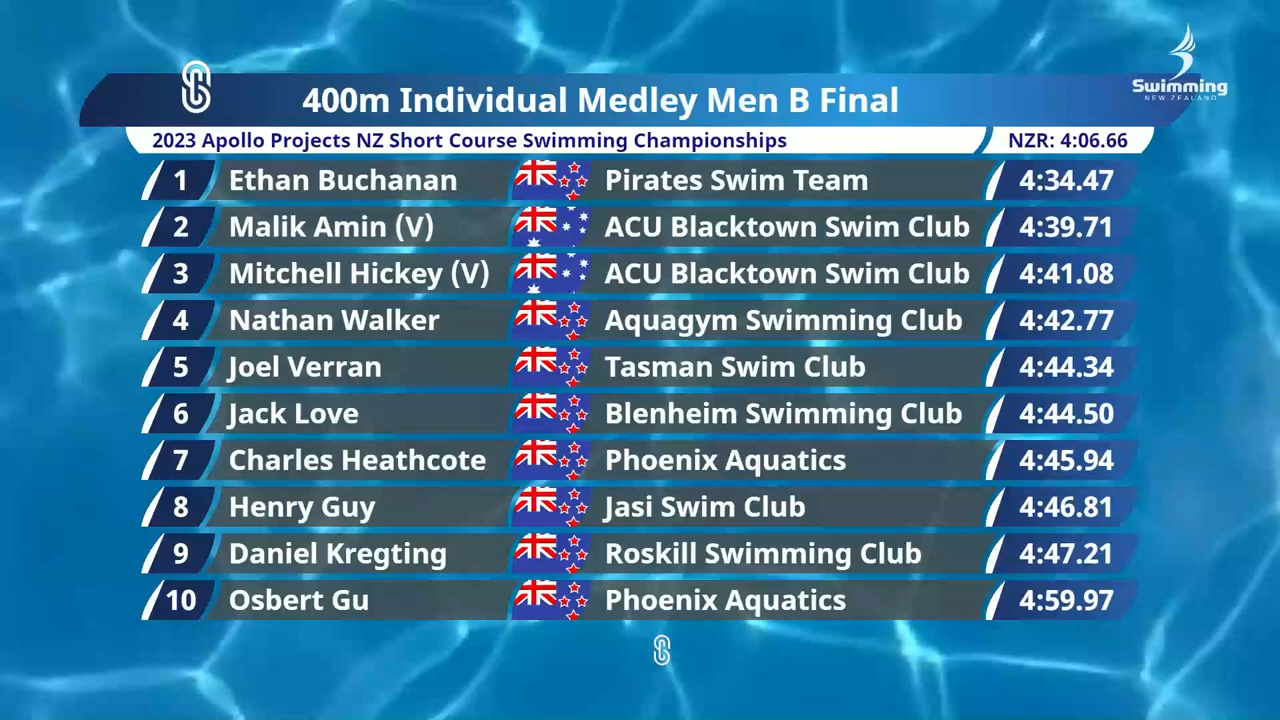 400m Individual Medley Men B Final
Swimming
NEW ZEALAND
2023 Apollo Projects NZ Short Course Swimming Championships NZR: 4:06.66
1 Ethan Buchanan Pirates Swim Team 4:34.47
2 Malik Amin (V) ACU Blacktown Swim Club 4:39.71
3 Mitchell Hickey (V) ACU Blacktown Swim Club 4:41.08
4 Nathan Walker Aquagym Swimming Club 4:42.77
5 Joel Verran Tasman Swim Club 4:44.34
6 Jack Love Blenheim Swimming Club 4:44.50
7 Charles Heathcote Phoenix Aquatics 4:45.94
8 Henry Guy Jasi Swim Club 4:46.81
9 Daniel Kregting Roskill Swimming Club 4:47.21
10 Osbert Gu Phoenix Aquatics 4:59.97